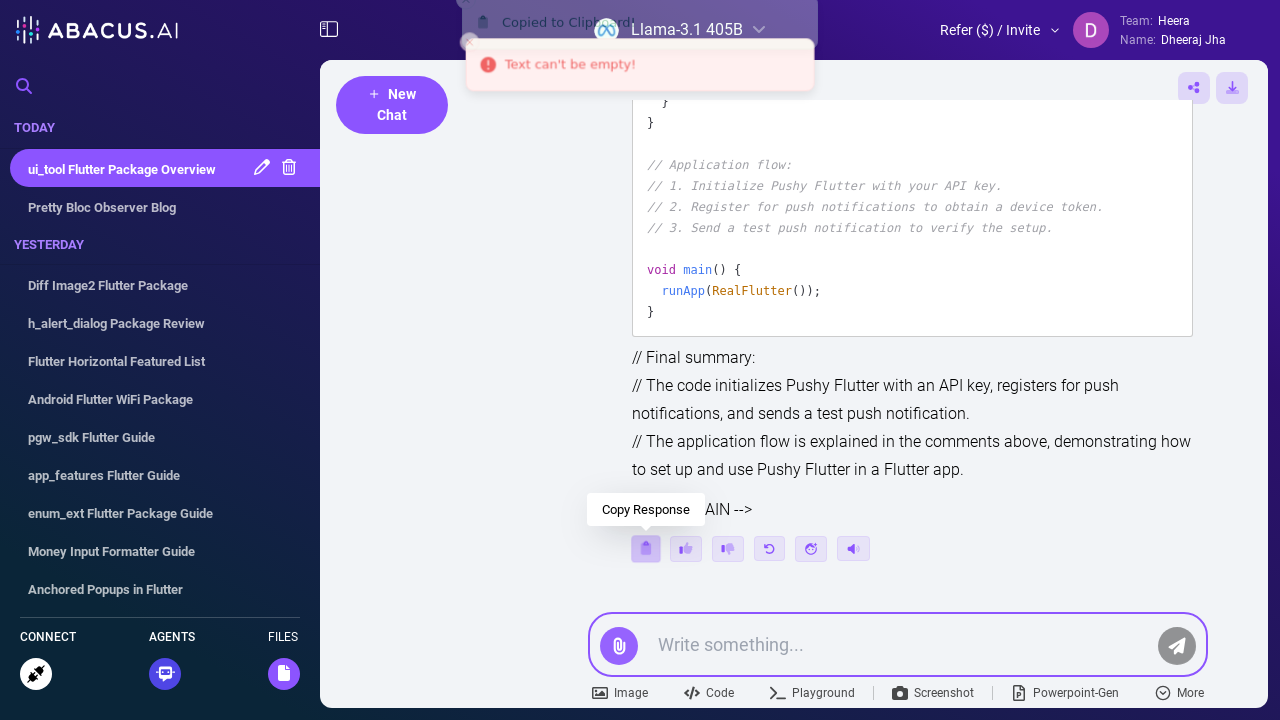 ABACUS.AI
Copied to Clipboard!
Llama-3.1 405B
Refer ($) / Invite
Team: Heera
D
Name: Dheeraj Jha
Text can't be empty!
New
Chat
TODAY
ui_tool Flutter Package Overview
Pretty Bloc Observer Blog
YESTERDAY
Diff Image2 Flutter Package
h_alert_dialog Package Review
Flutter Horizontal Featured List
Android Flutter WiFi Package
pgw_sdk Flutter Guide
app_features Flutter Guide
enum_ext Flutter Package Guide
Money Input Formatter Guide
Anchored Popups in Flutter
CONNECT AGENTS FILES
}
}
// Application flow:
// 1. Initialize Pushy Flutter with your API key.
// 2. Register for push notifications to obtain a device token.
// 3. Send a test push notification to verify the setup.
void main() {
runApp(RealFlutter());
}
// Final summary:
// The code initializes Pushy Flutter with an API key, registers for push
notifications, and sends a test push notification.
// The application flow is explained in the comments above, demonstrating how
to set up and use Pushy Flutter in a Flutter app.
Copy Response
AIN -->
Write something...
Image Code Playground Screenshot Powerpoint-Gen More